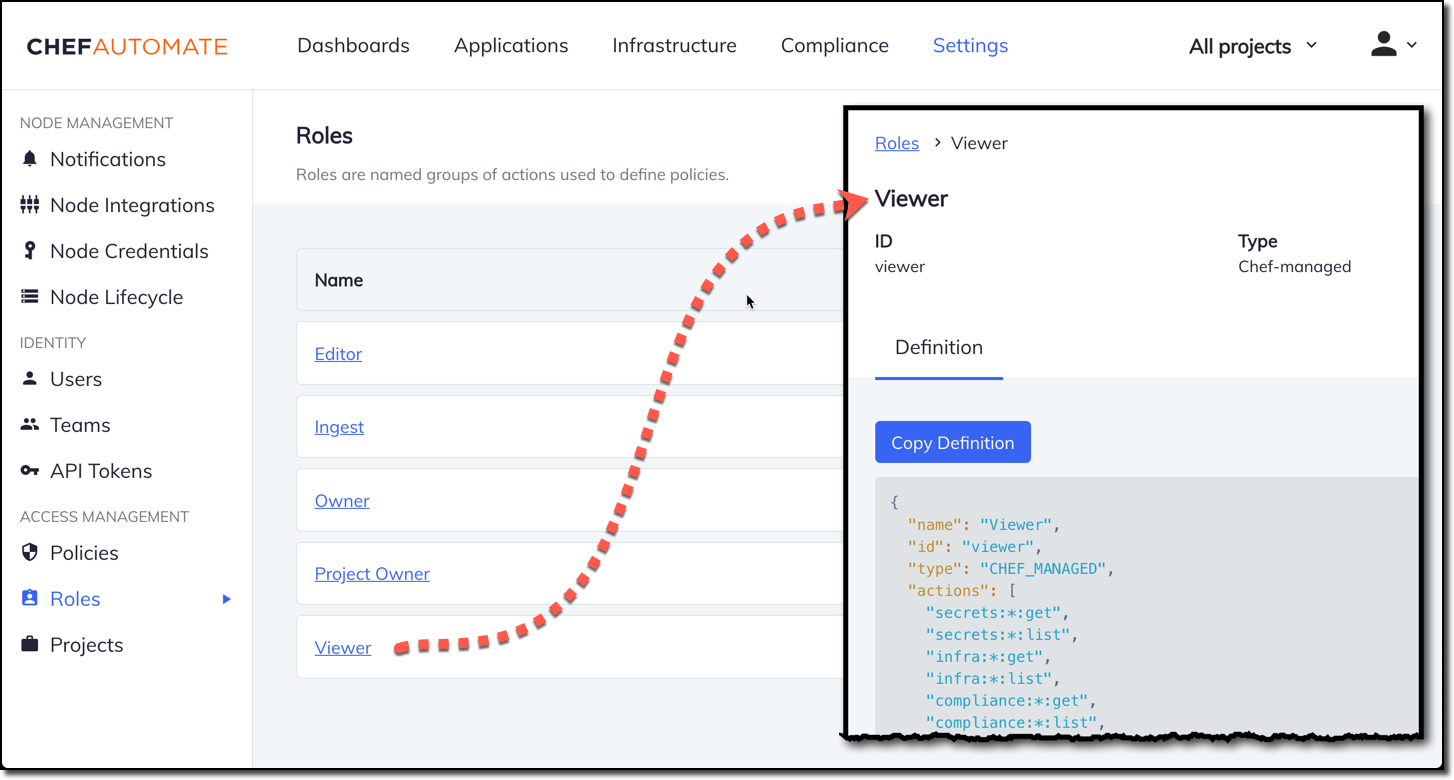 CHEFAUTOMATE
Dashboards
Applications
Infrastructure
Compliance
Settings
All projects
NODE MANAGEMENT
Notifications
Node Integrations
Node Credentials
Node Lifecycle
IDENTITY
Users
Teams
API Tokens
ACCESS MANAGEMENT
Policies
Roles
Projects
Roles
Roles are named groups of actions used to define policies.
Name
Editor
Ingest
Owner
Project Owner
Viewer
Roles > Viewer
Viewer
ID
viewer
Type
Chef-managed
Definition
Copy Definition
{
"name": "Viewer",
"id": "viewer",
"type": "CHEF_MANAGED",
"actions": [
"secrets:*:get",
"secrets:*:list",
"infra:*:get",
"infra:*:list",
"compliance:*:get",
"compliance:*:list",